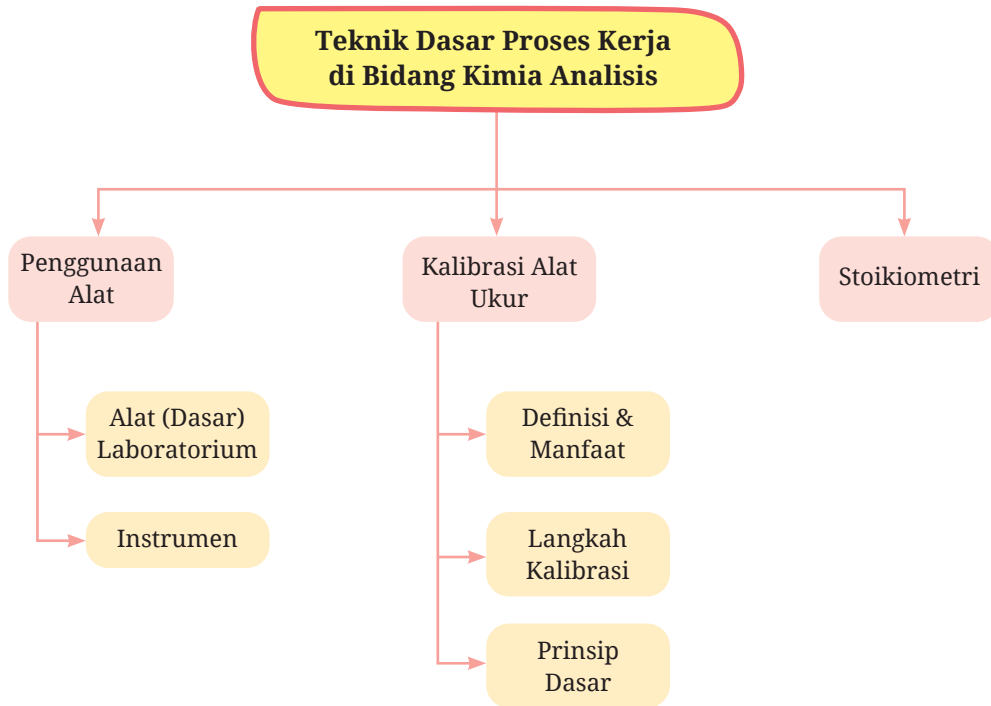 Teknik Dasar Proses Kerja
di Bidang Kimia Analisis
Penggunaan
Alat
Kalibrasi Alat
Ukur
Stoikiometri
Alat (Dasar)
Laboratorium
Instrumen
Definisi &
Manfaat
Langkah
Kalibrasi
Prinsip
Dasar